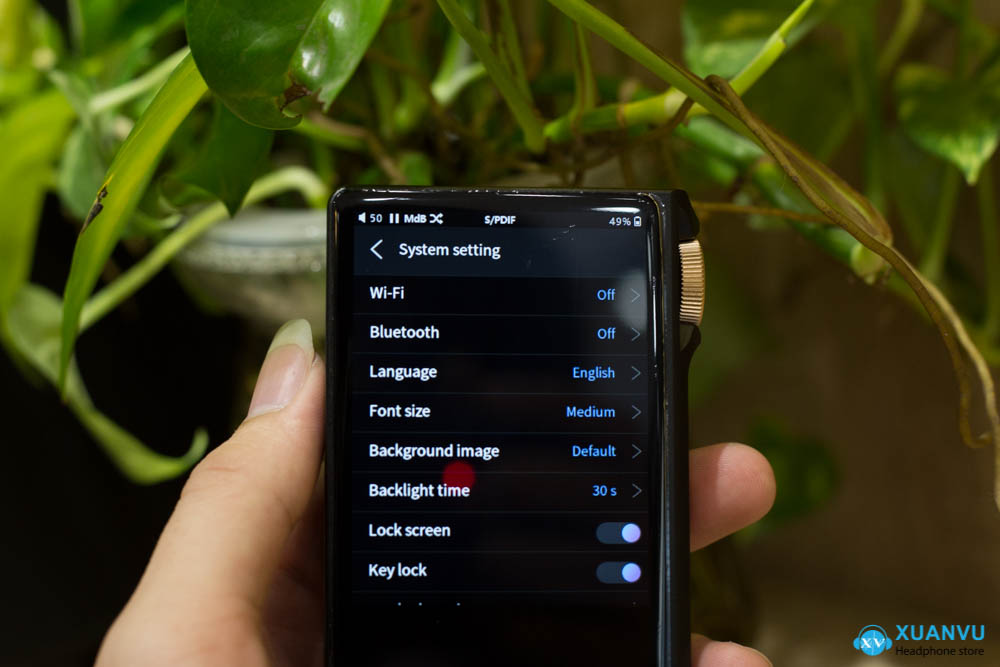 50 MdB S/PDIF 49%
System setting
Wi-Fi Off
Bluetooth Off
Language English
Font size Medium
Background image Default
Backlight time 30 s
Lock screen
Key lock
XV XUANVU
Headphone store